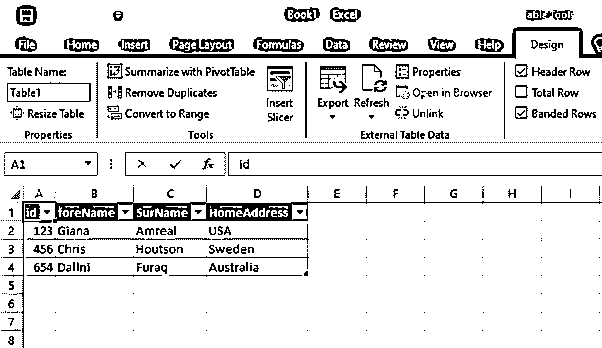 Book1 - Excel
File Home Insert Page Layout Formulas Data Review View Help Design
Table Name:
Table1
Resize Table
Properties
Summarize with PivotTable
Remove Duplicates
Convert to Range
Insert
Slicer
Tools
Export Refresh
Properties
Open in Browser
Unlink
External Table Data
Header Row
Total Row
Banded Rows
A1 fx id
A B C D E F G H I
1 id foreName SurName HomeAddress
2 123 Giana Amreal USA
3 456 Chris Houtson Sweden
4 654 Dalini Furaq Australia
5
6
7
8